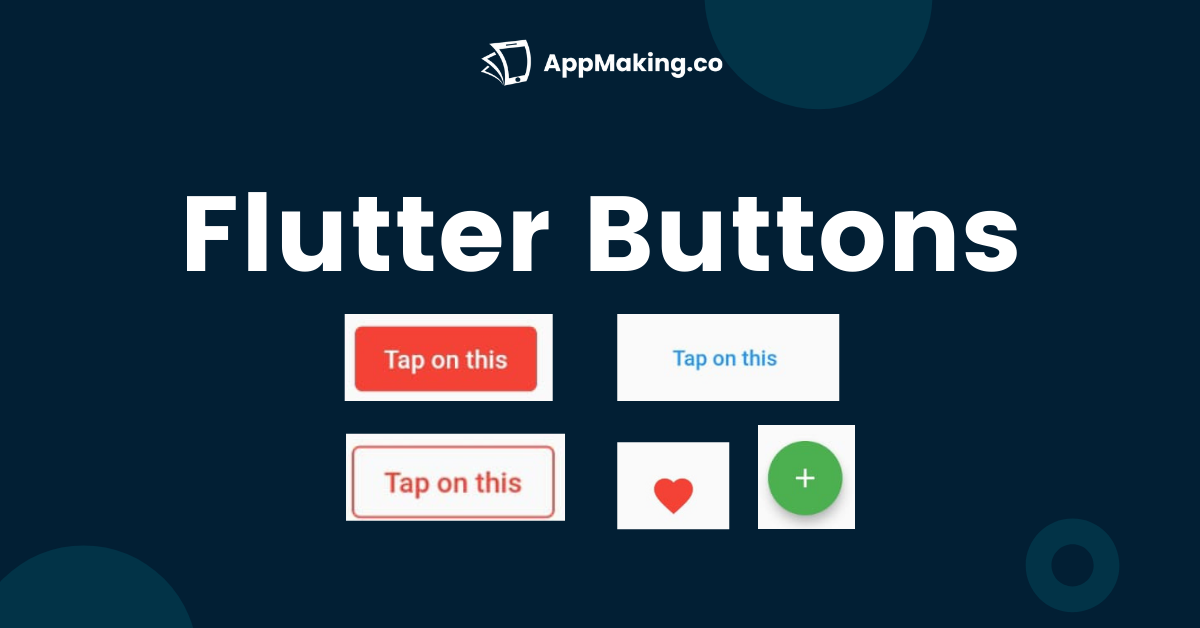 AppMaking.co
Flutter Buttons
Tap on this
Tap on this
Tap on this
+